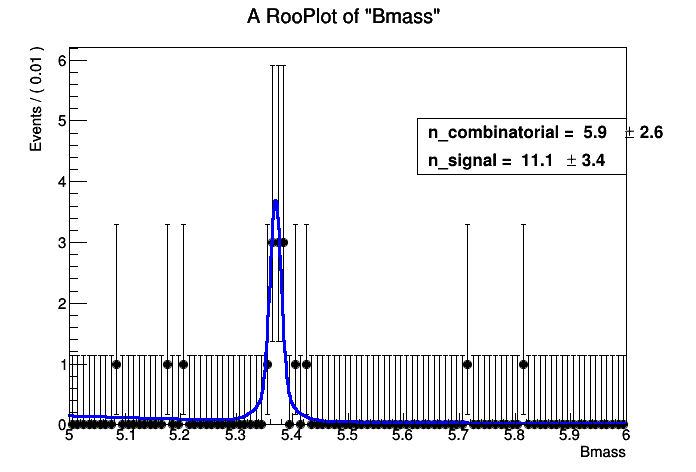 A RooPlot of "Bmass"
Events / ( 0.01 )
6
5
4
3
2
1
0
n_combinatorial = 5.9 ± 2.6
n_signal = 11.1 ± 3.4
5 5.1 5.2 5.3 5.4 5.5 5.6 5.7 5.8 5.9 6
Bmass